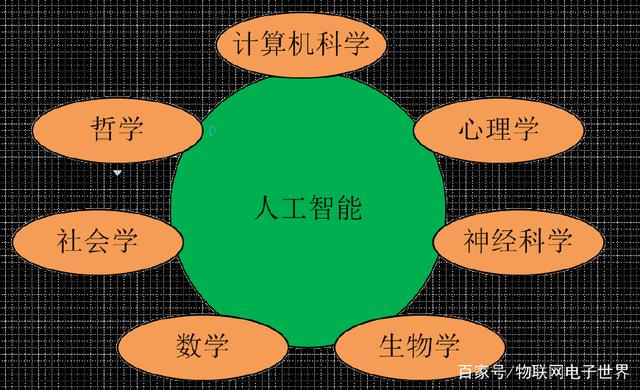 计算机科学
哲学
心理学
人工智能
社会学
神经科学
数学
生物学
百家号/物联网电子世界